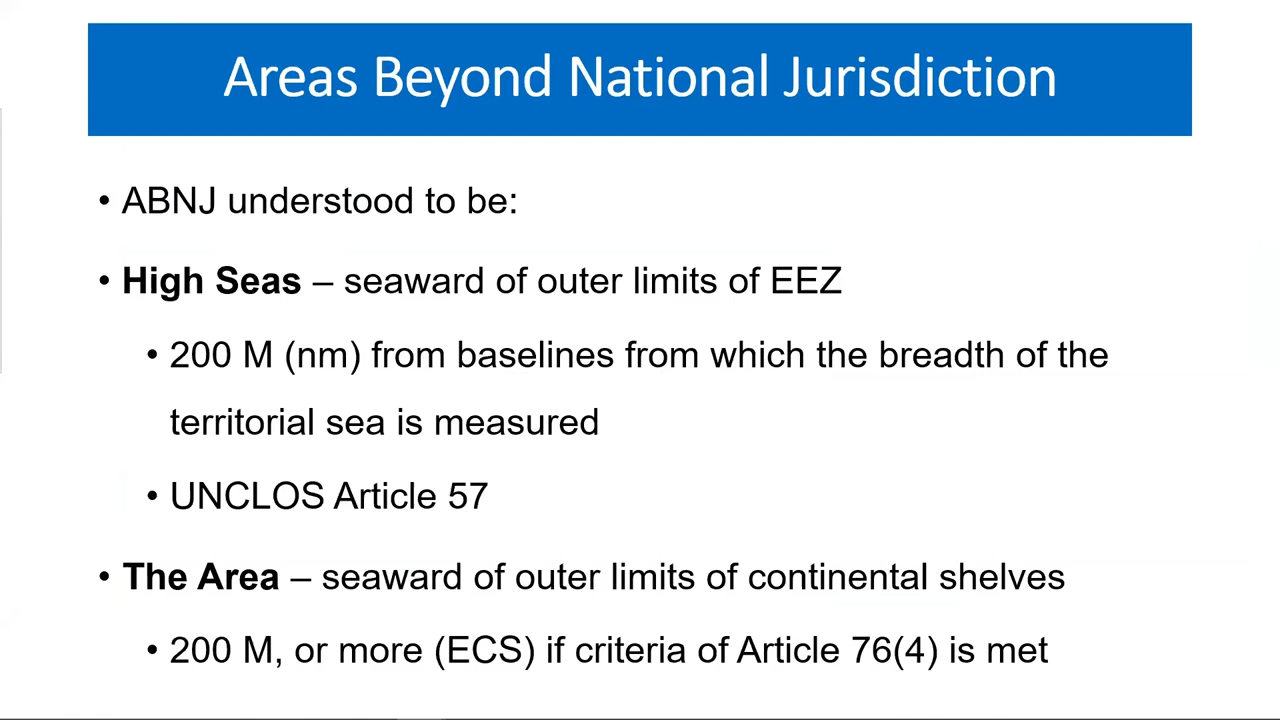 Areas Beyond National Jurisdiction
• ABNJ understood to be:
• High Seas – seaward of outer limits of EEZ
• 200 M (nm) from baselines from which the breadth of the
territorial sea is measured
• UNCLOS Article 57
• The Area – seaward of outer limits of continental shelves
• 200 M, or more (ECS) if criteria of Article 76(4) is met